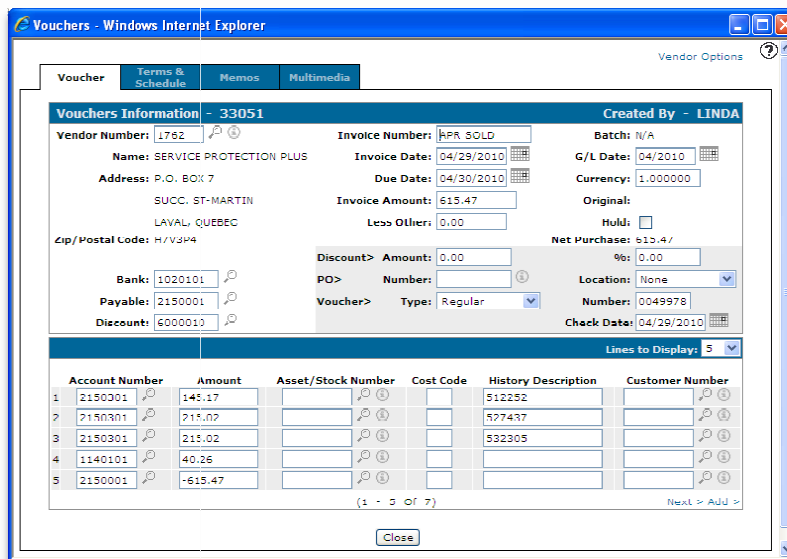 Vouchers - Windows Internet Explorer
Vendor Options
Voucher Terms & Schedule Memos Multimedia
Vouchers Information - 33051 Created By - LINDA
Vendor Number: 1762 Invoice Number: APR SOLD Batch: N/A
Name: SERVICE PROTECTION PLUS Invoice Date: 04/29/2010 G/L Date: 04/2010
Address: P.O. BOX 7 Due Date: 04/30/2010 Currency: 1.000000
SUCC. ST-MARTIN Invoice Amount: 615.47 Original:
LAVAL, QUEBEC Less Other: 0.00 Hold:
Zip/Postal Code: H7V3P4 Net Purchase: 615.47
Discount> Amount: 0.00 %: 0.00
Bank: 1020101 PO> Number: Location: None
Payable: 2150001 Voucher> Type: Regular Number: 0049978
Discount: 6000010 Check Date: 04/29/2010
Lines to Display: 5
Account Number Amount Asset/Stock Number Cost Code History Description Customer Number
1 2150301 145.17 512252
2 2150301 215.02 527437
3 2150301 215.02 532305
4 1140101 40.26
5 2150001 -615.47
(1 - 5 Of 7) Next > Add >
Close